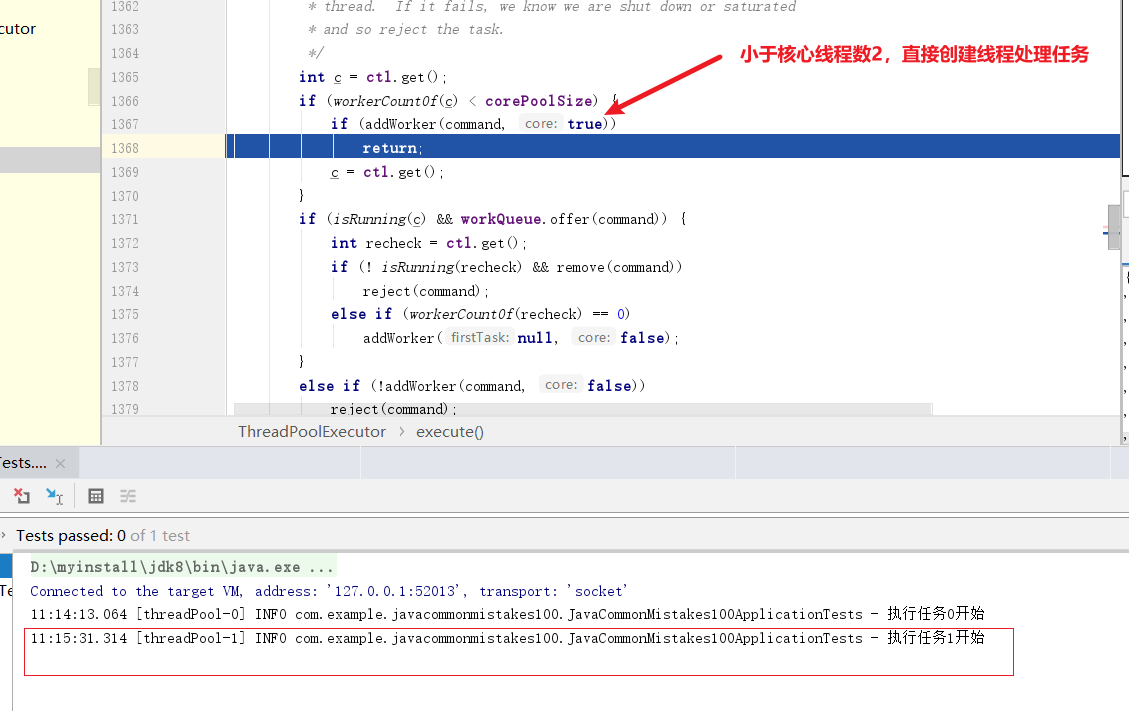 1362 * thread. If it fails, we know we are shut down or saturated
cutor
1363 * and so reject the task.
1364 */
小于核心线程数2，直接创建线程处理任务
1365 int c = ctl.get();
1366 if (workerCountOf(c) < corePoolSize) {
1367 if (addWorker(command, core: true))
1368 return;
1369 c = ctl.get();
1370 }
1371 if (isRunning(c) && workQueue.offer(command)) {
1372 int recheck = ctl.get();
1373 if (! isRunning(recheck) && remove(command))
1374 reject(command);
1375 else if (workerCountOf(recheck) == 0)
1376 addWorker( firstTask: null, core: false);
1377 }
1378 else if (!addWorker(command, core: false))
1379 reject(command);
ThreadPoolExecutor › execute()
Tests....
Tests passed: 0 of 1 test
D:\myinstall\jdk8\bin\java.exe ...
Te
Connected to the target VM, address: '127.0.0.1:52013', transport: 'socket'
11:14:13.064 [threadPool-0] INFO com.example.javacommonmistakes100.JavaCommonMistakes100ApplicationTests - 执行任务0开始
11:15:31.314 [threadPool-1] INFO com.example.javacommonmistakes100.JavaCommonMistakes100ApplicationTests - 执行任务1开始